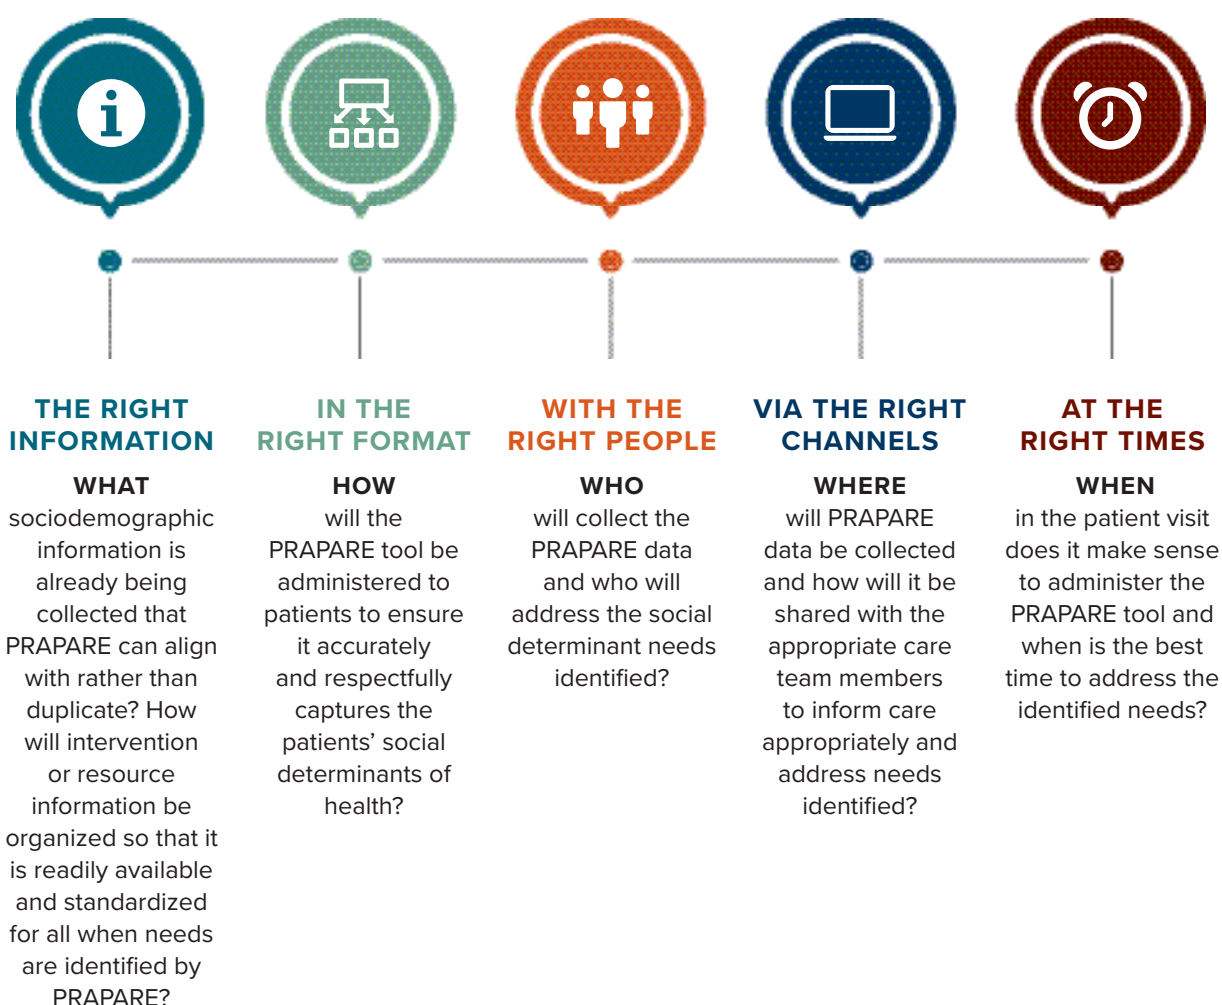 THE RIGHT
INFORMATION
WHAT
sociodemographic
information is
already being
collected that
PRAPARE can align
with rather than
duplicate? How
will intervention
or resource
information be
organized so that it
is readily available
and standardized
for all when needs
are identified by
PRAPARE?
IN THE
RIGHT FORMAT
HOW
will the
PRAPARE tool be
administered to
patients to ensure
it accurately
and respectfully
captures the
patients’ social
determinants of
health?
WITH THE
RIGHT PEOPLE
WHO
will collect the
PRAPARE data
and who will
address the social
determinant needs
identified?
VIA THE RIGHT
CHANNELS
WHERE
will PRAPARE
data be collected
and how will it be
shared with the
appropriate care
team members
to inform care
appropriately and
address needs
identified?
AT THE
RIGHT TIMES
WHEN
in the patient visit
does it make sense
to administer the
PRAPARE tool and
when is the best
time to address the
identified needs?